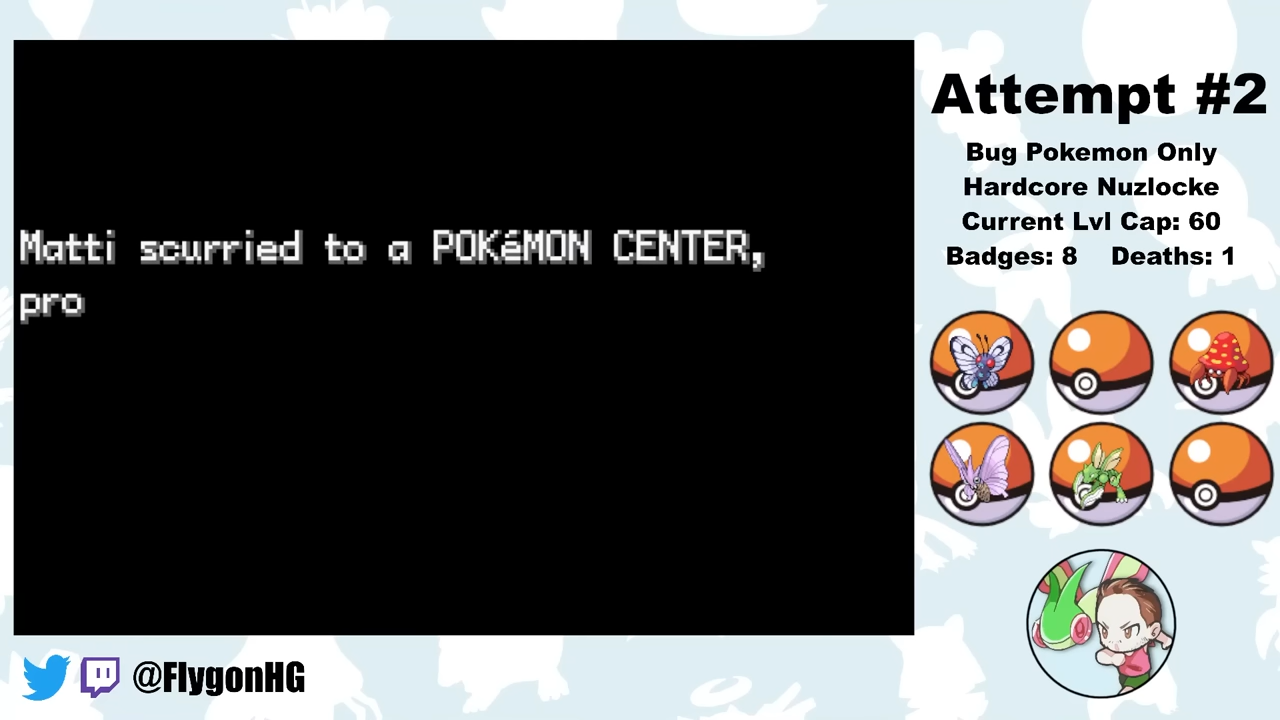 Attempt #2
Bug Pokemon Only
Hardcore Nuzlocke
Current Lvl Cap: 60
Badges: 8 Deaths: 1
Matti scurried to a POKéMON CENTER,
pro
@FlygonHG